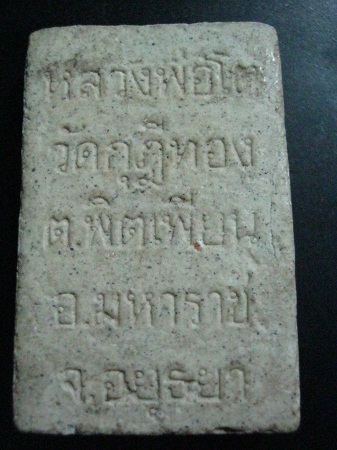 หลวงพ่อโต
วัดกุฎีทอง
ต.พิตเพียน
อ.มหาราช
จ.อยุธยา